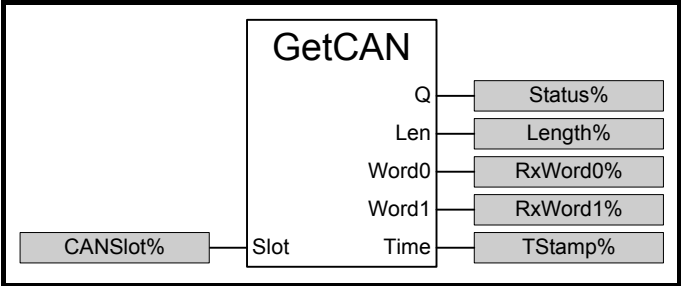 GetCAN
Q Status%
Len Length%
Word0 RxWord0%
Word1 RxWord1%
CANSlot% Slot Time TStamp%